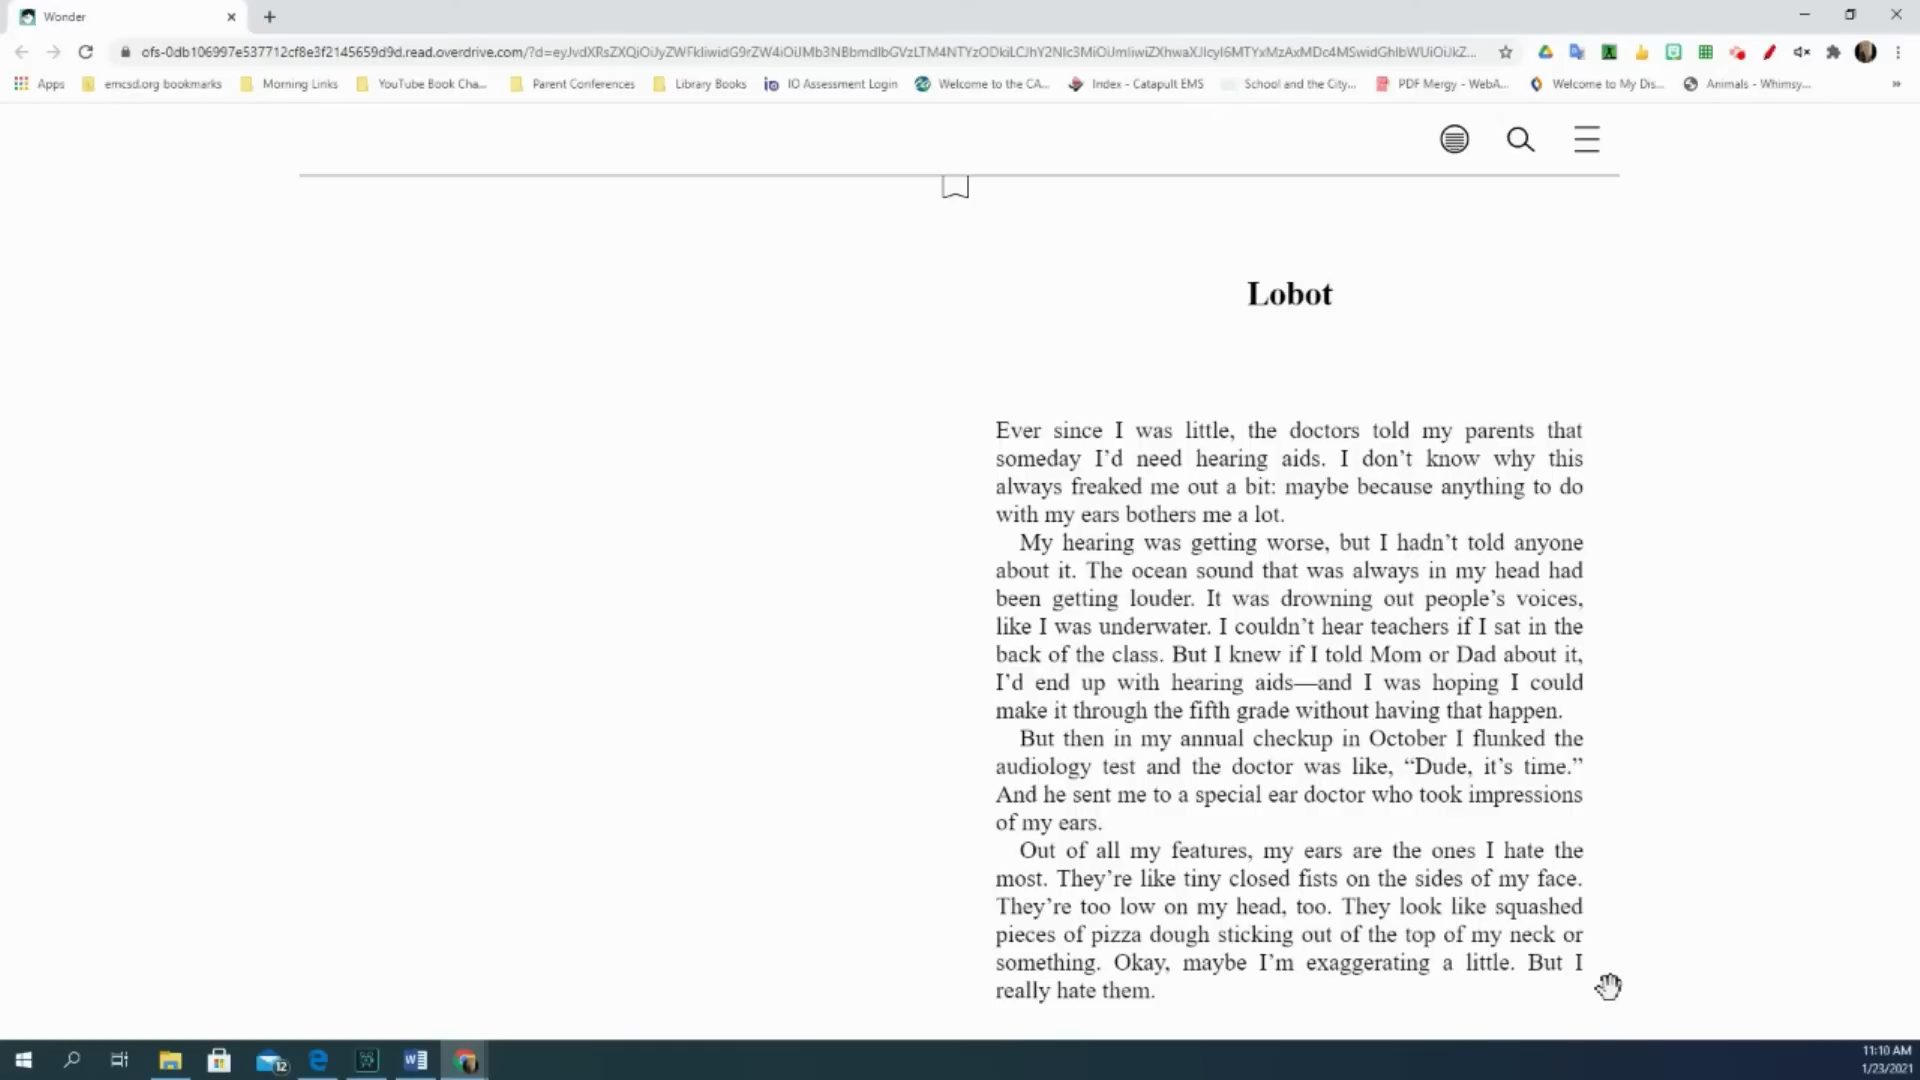 Wonder
ofs-0db106997e537712cf8e3f2145659d9d.read.overdrive.com/
Apps
emcsd.org bookmarks
Morning Links
YouTube Book Cha...
Parent Conferences
Library Books
IO Assessment Login
Welcome to the CA...
Index - Catapult EMS
School and the City...
PDF Mergy - WebA...
Welcome to My Dis...
Animals - Whimsy...
Lobot
Ever since I was little, the doctors told my parents that
someday I’d need hearing aids. I don’t know why this
always freaked me out a bit: maybe because anything to do
with my ears bothers me a lot.
My hearing was getting worse, but I hadn’t told anyone
about it. The ocean sound that was always in my head had
been getting louder. It was drowning out people’s voices,
like I was underwater. I couldn’t hear teachers if I sat in the
back of the class. But I knew if I told Mom or Dad about it,
I’d end up with hearing aids—and I was hoping I could
make it through the fifth grade without having that happen.
But then in my annual checkup in October I flunked the
audiology test and the doctor was like, “Dude, it’s time.”
And he sent me to a special ear doctor who took impressions
of my ears.
Out of all my features, my ears are the ones I hate the
most. They’re like tiny closed fists on the sides of my face.
They’re too low on my head, too. They look like squashed
pieces of pizza dough sticking out of the top of my neck or
something. Okay, maybe I’m exaggerating a little. But I
really hate them.
12
11:10 AM
1/23/2021